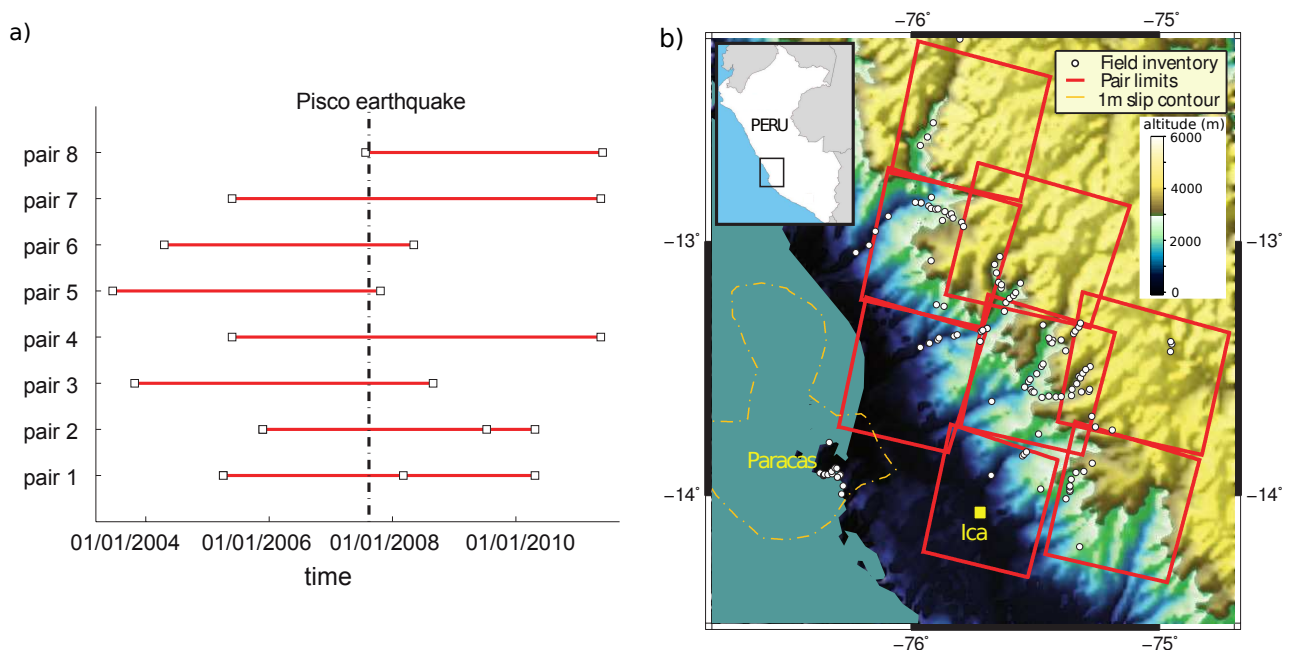 a)
Pisco earthquake
pair 8
pair 7
pair 6
pair 5
pair 4
pair 3
pair 2
pair 1
01/01/2004 01/01/2006 01/01/2008 01/01/2010
time
b)
−76˚ −75˚
PERU
Field inventory
Pair limits
1m slip contour
altitude (m)
6000
4000
2000
0
−13˚ −13˚
Paracas
−14˚ −14˚
Ica
−76˚ −75˚